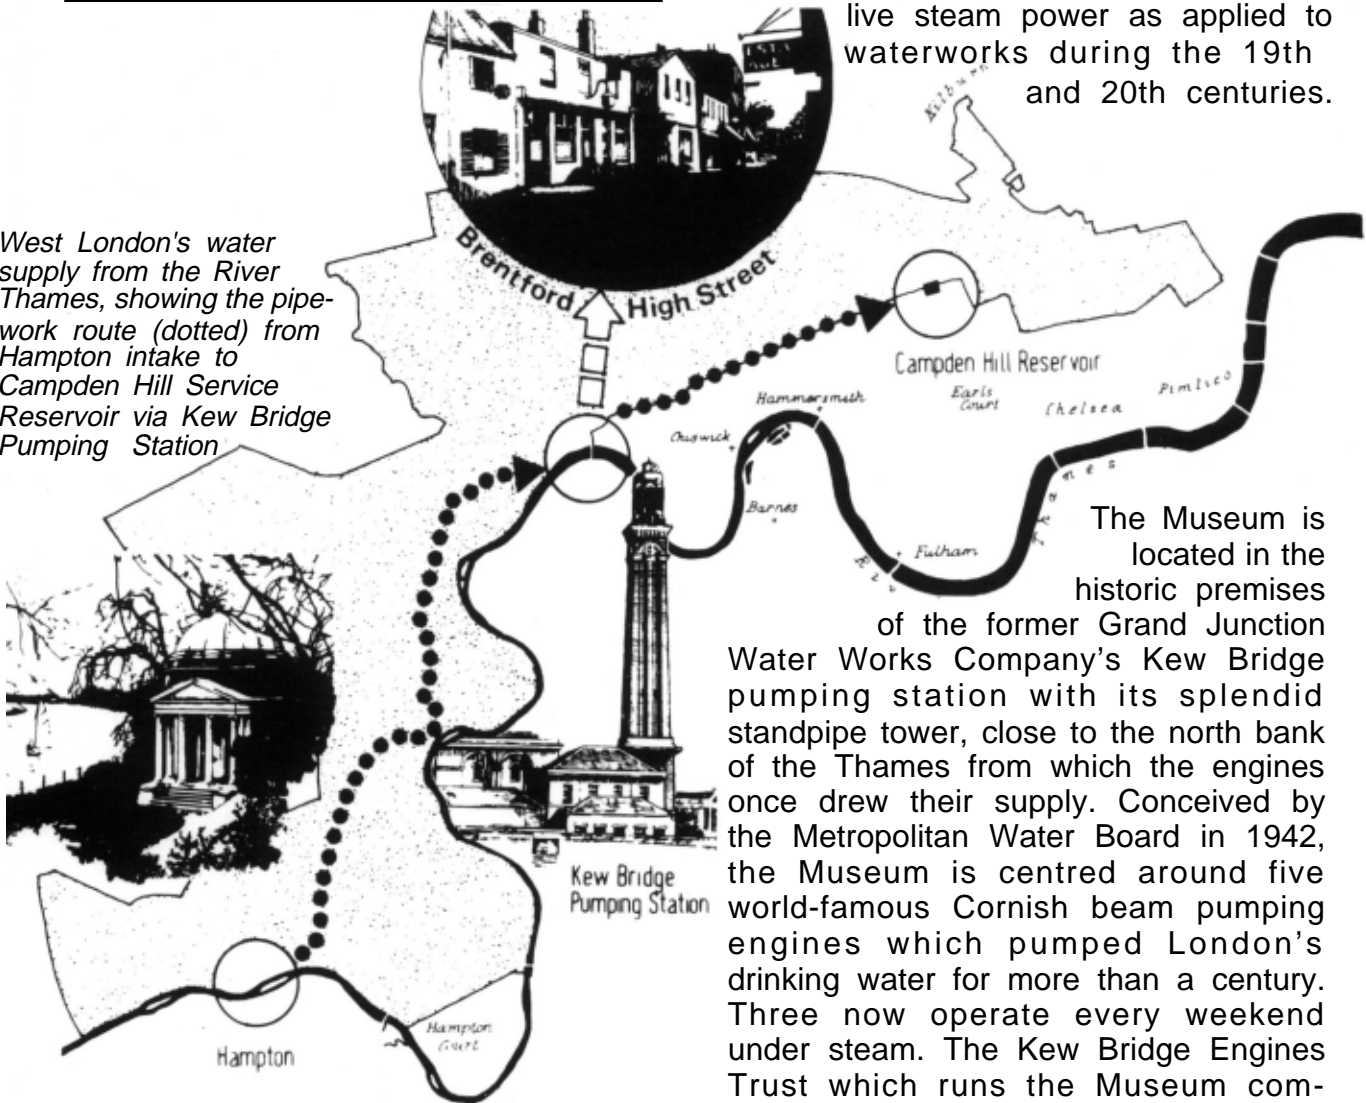 live steam power as applied to
waterworks during the 19th
and 20th centuries.
Kilburn
West London's water
supply from the River
Thames, showing the pipe-
work route (dotted) from
Hampton intake to
Campden Hill Service
Reservoir via Kew Bridge
Pumping Station
Brentford High Street
Campden Hill Reservoir
Earls
Court
Chelsea
Pimlico
Hammersmith
Chiswick
Barnes
Fulham
Thames
Kew Bridge
Pumping Station
Hampton
Court
Hampton
The Museum is
located in the
historic premises
of the former Grand Junction
Water Works Company’s Kew Bridge
pumping station with its splendid
standpipe tower, close to the north bank
of the Thames from which the engines
once drew their supply. Conceived by
the Metropolitan Water Board in 1942,
the Museum is centred around five
world-famous Cornish beam pumping
engines which pumped London’s
drinking water for more than a century.
Three now operate every weekend
under steam. The Kew Bridge Engines
Trust which runs the Museum com-